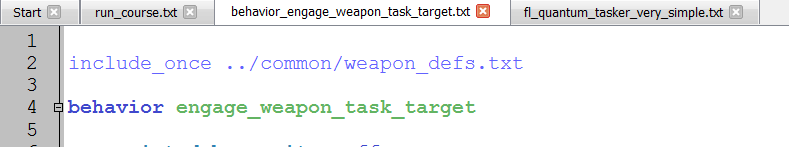 Start run_course.txt behavior_engage_weapon_task_target.txt fl_quantum_tasker_very_simple.txt
1
2 include_once ../common/weapon_defs.txt
3
4 behavior engage_weapon_task_target
5